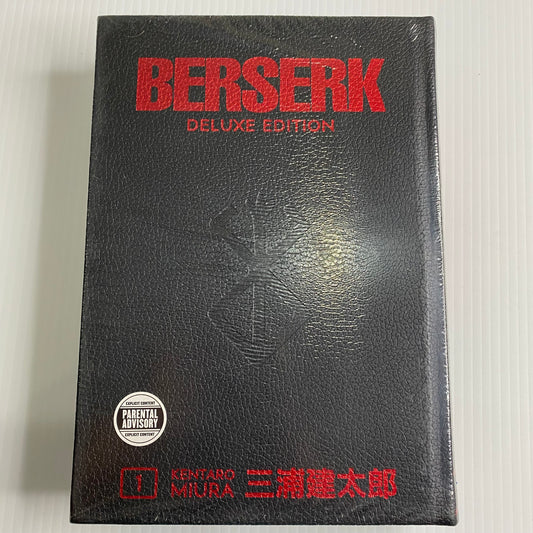 BERSERK
DELUXE EDITION
EXPLICIT CONTENT
PARENTAL
ADVISORY
EXPLICIT CONTENT
1
KENTARO
MIURA
三浦建太郎